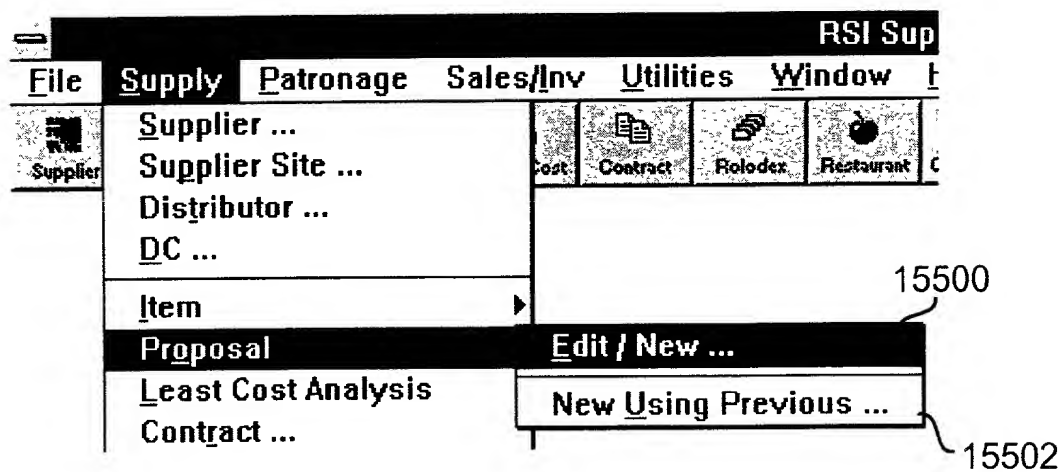 RSI Sup
File Supply Patronage Sales/Inv Utilities Window
Supplier Cost Contract Rolodex Restaurant
Supplier ...
Supplier Site ...
Distributor ...
DC ...
Item
Proposal
Least Cost Analysis
Contract ...
15500
Edit / New ...
New Using Previous ...
15502